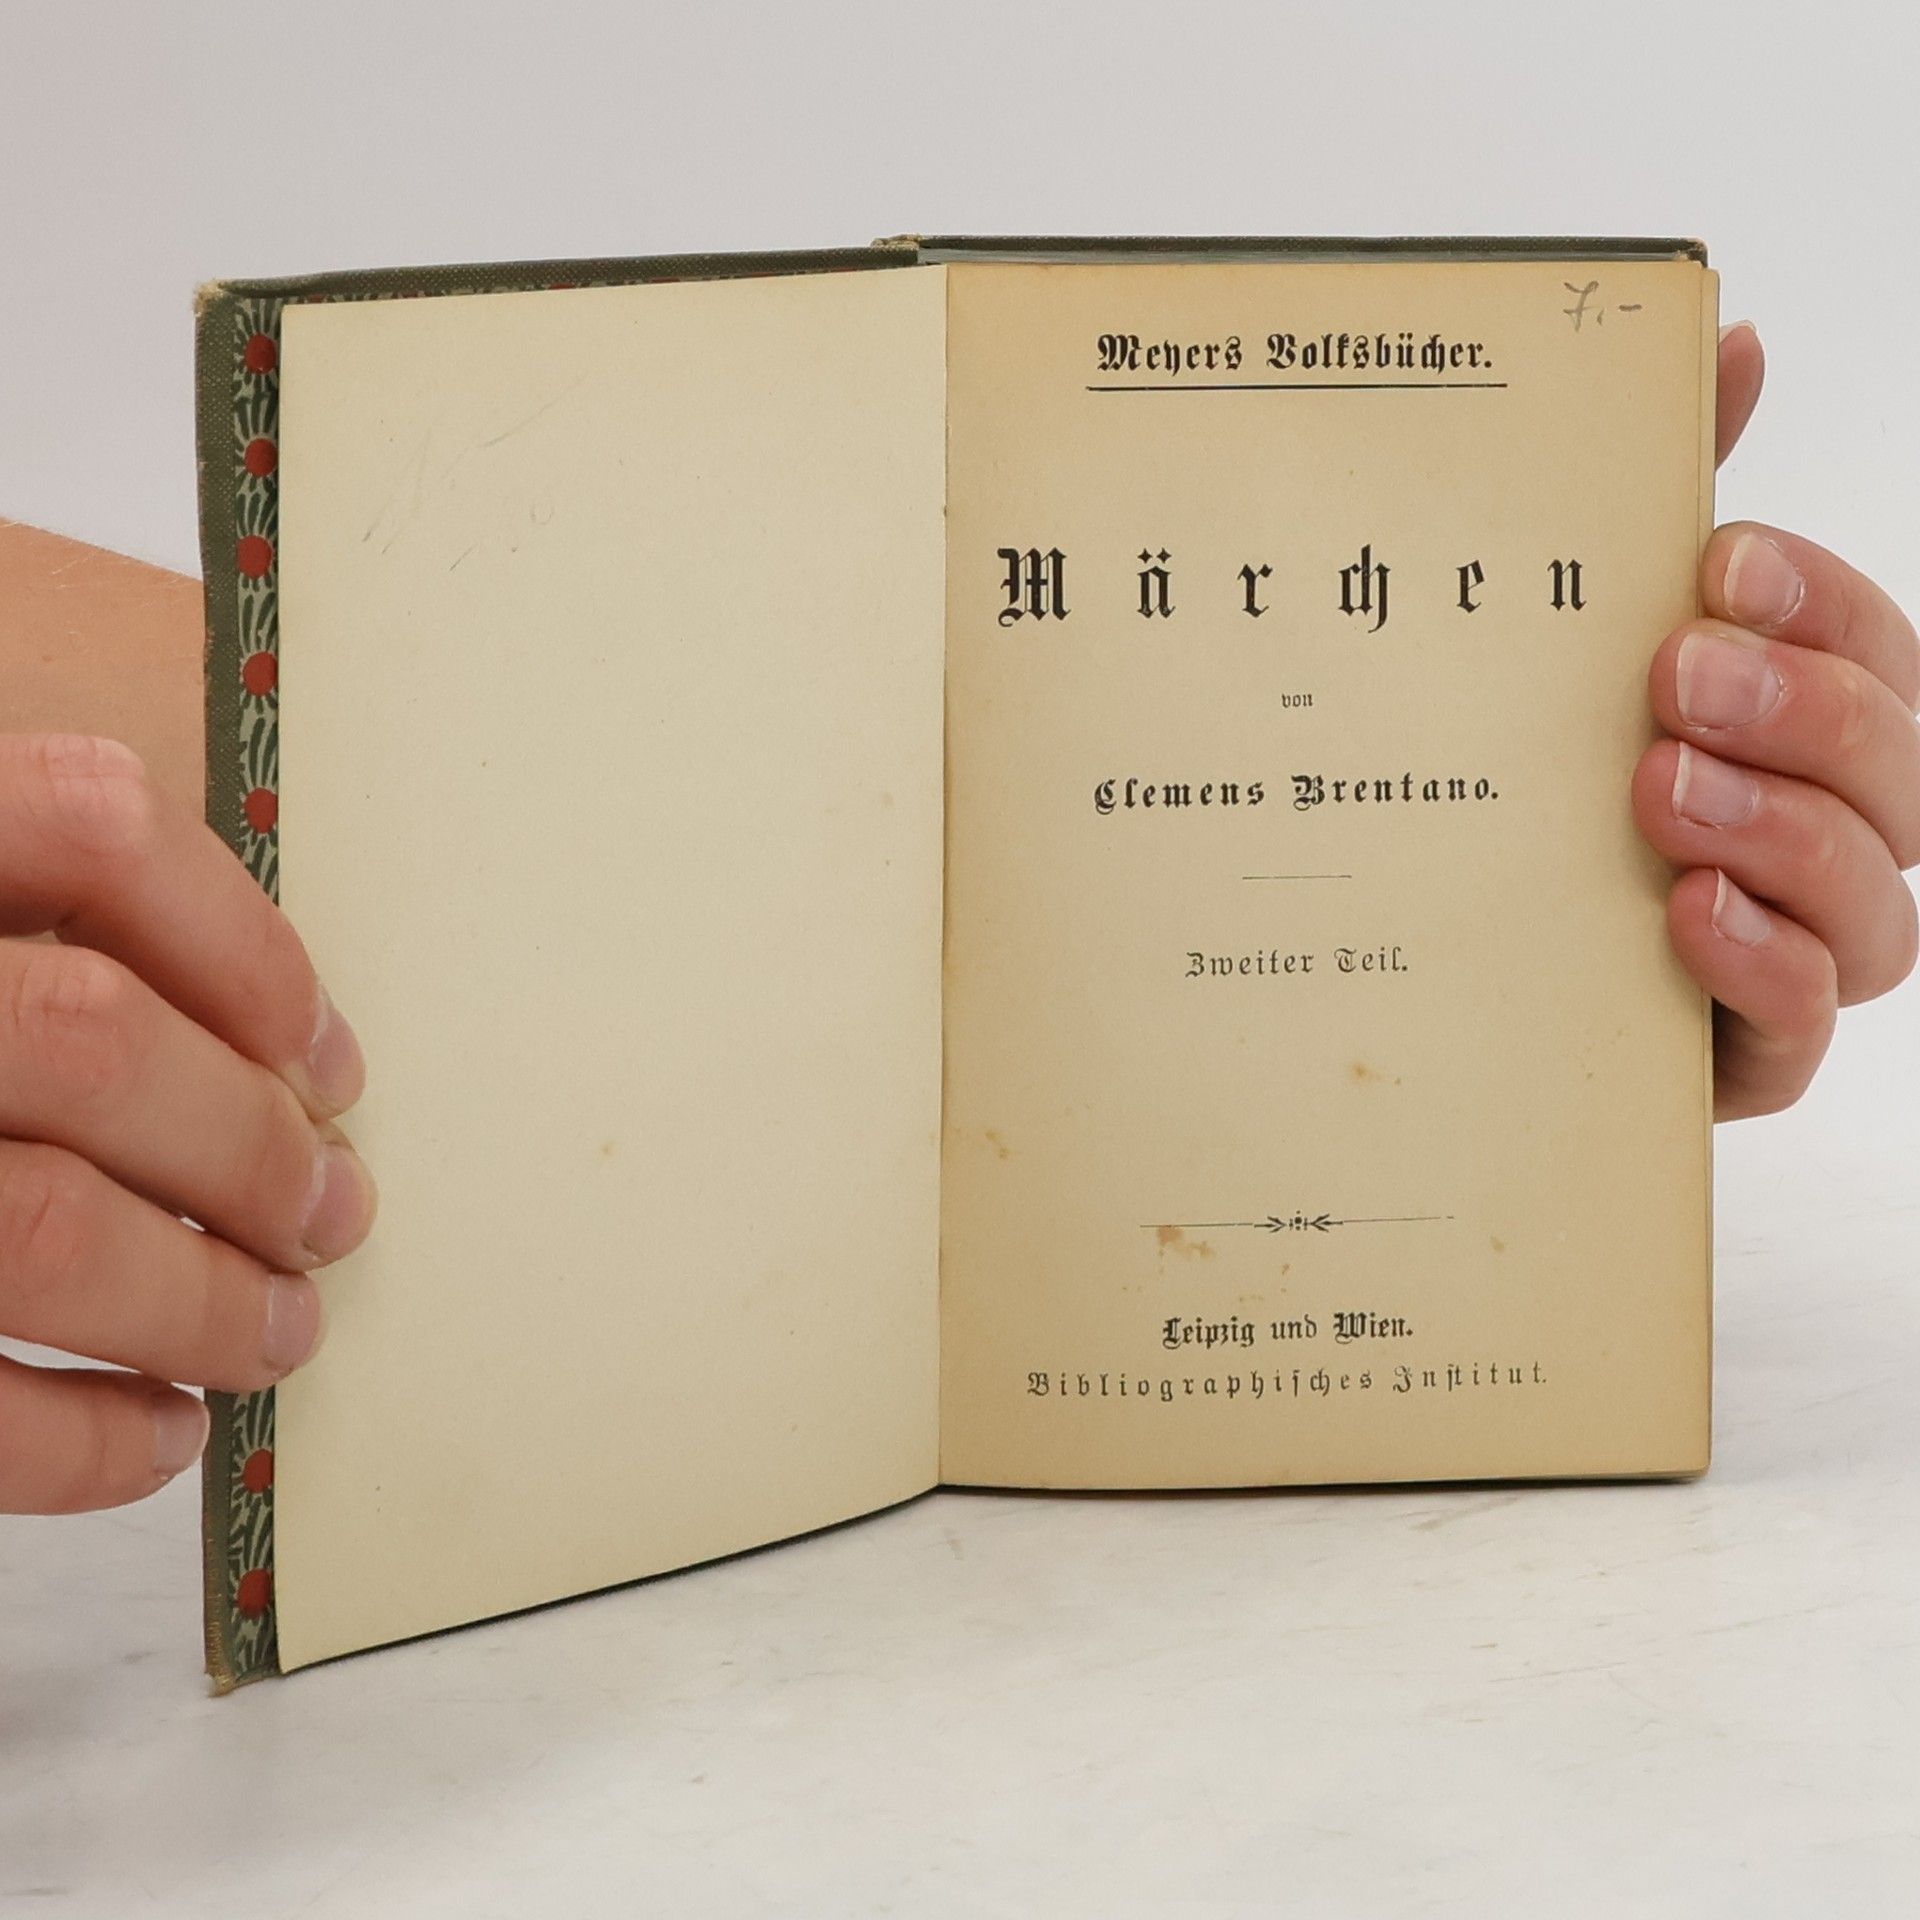 7.-
Meyers Volksbücher.
Märchen
von
Clemens Brentano.
Zweiter Teil.
Leipzig und Wien.
Bibliographisches Institut.